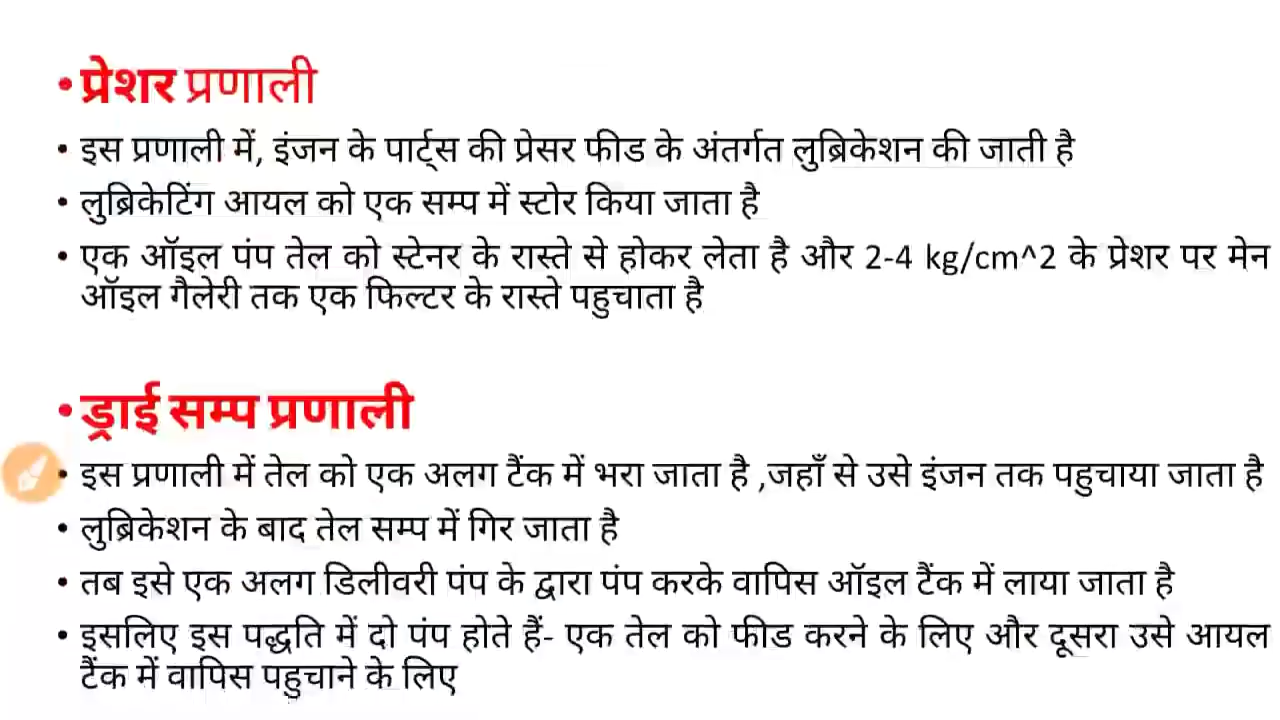 • प्रेशर प्रणाली
• इस प्रणाली में, इंजन के पार्ट्स की प्रेसर फीड के अंतर्गत लुब्रिकेशन की जाती है
• लुब्रिकेटिंग आयल को एक सम्प में स्टोर किया जाता है
• एक ऑइल पंप तेल को स्टेनर के रास्ते से होकर लेता है और 2-4 kg/cm^2 के प्रेशर पर मेन
ऑइल गैलेरी तक एक फिल्टर के रास्ते पहुचाता है
• ड्राई सम्प प्रणाली
• इस प्रणाली में तेल को एक अलग टैंक में भरा जाता है ,जहाँ से उसे इंजन तक पहुचाया जाता है
• लुब्रिकेशन के बाद तेल सम्प में गिर जाता है
• तब इसे एक अलग डिलीवरी पंप के द्वारा पंप करके वापिस ऑइल टैंक में लाया जाता है
• इसलिए इस पद्धति में दो पंप होते हैं- एक तेल को फीड करने के लिए और दूसरा उसे आयल
टैंक में वापिस पहुचाने के लिए